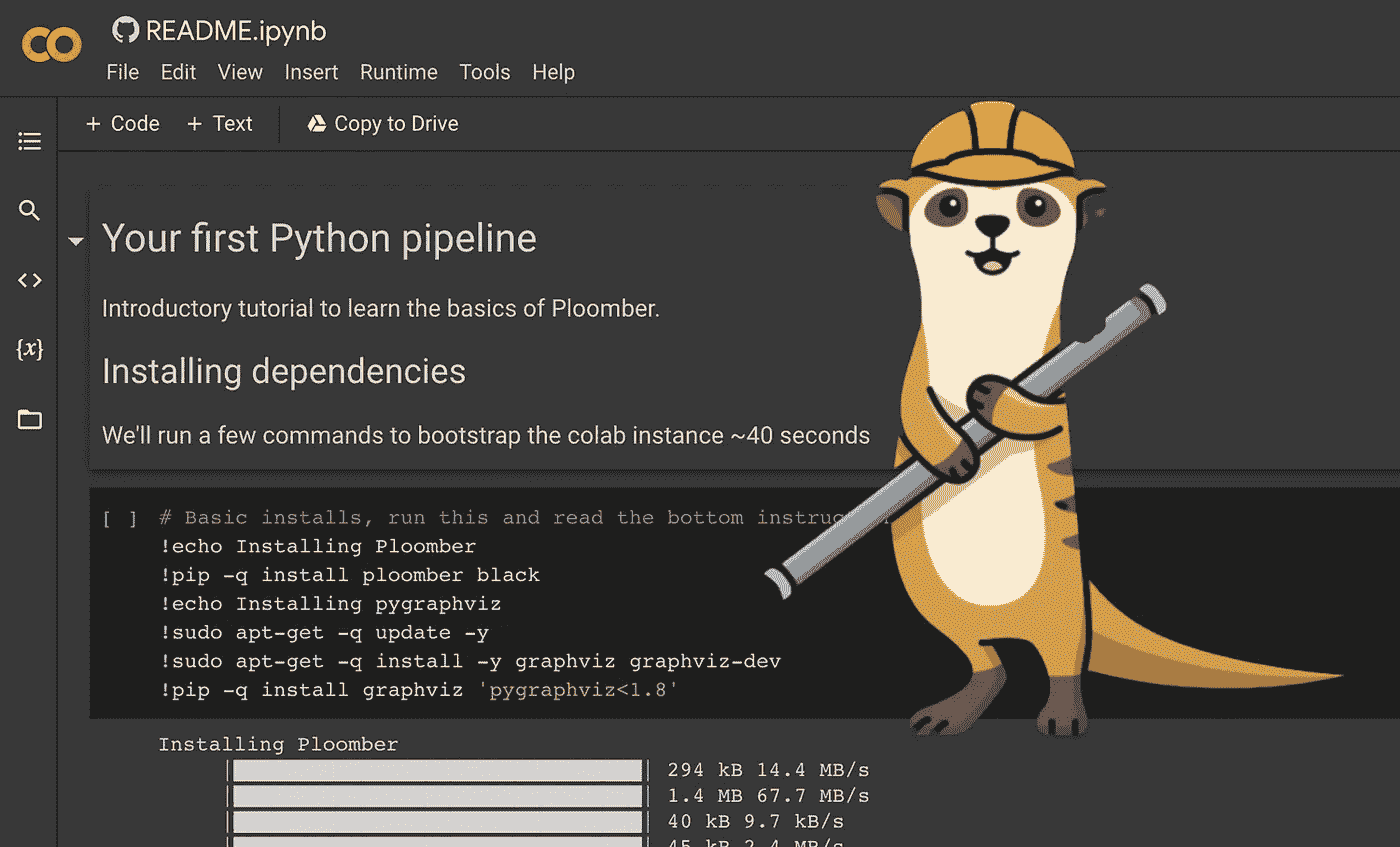 README.ipynb
File Edit View Insert Runtime Tools Help
+ Code + Text Copy to Drive
Your first Python pipeline
Introductory tutorial to learn the basics of Ploomber.
{x}
Installing dependencies
We'll run a few commands to bootstrap the colab instance ~40 seconds
[ ] # Basic installs, run this and read the bottom
!echo Installing Ploomber
!pip -q install ploomber black
!echo Installing pygraphviz
!sudo apt-get -q update -y
!sudo apt-get -q install -y graphviz graphviz-dev
!pip -q install graphviz 'pygraphviz<1.8'
Installing Ploomber
294 kB 14.4 MB/s
1.4 MB 67.7 MB/s
40 kB 9.7 kB/s